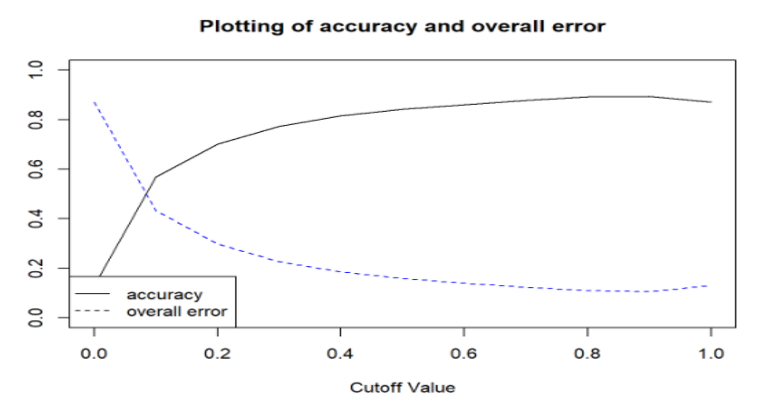 Plotting of accuracy and overall error
1.0
0.8
0.6
0.4
0.2
0.0
accuracy
overall error
0.0 0.2 0.4 0.6 0.8 1.0
Cutoff Value